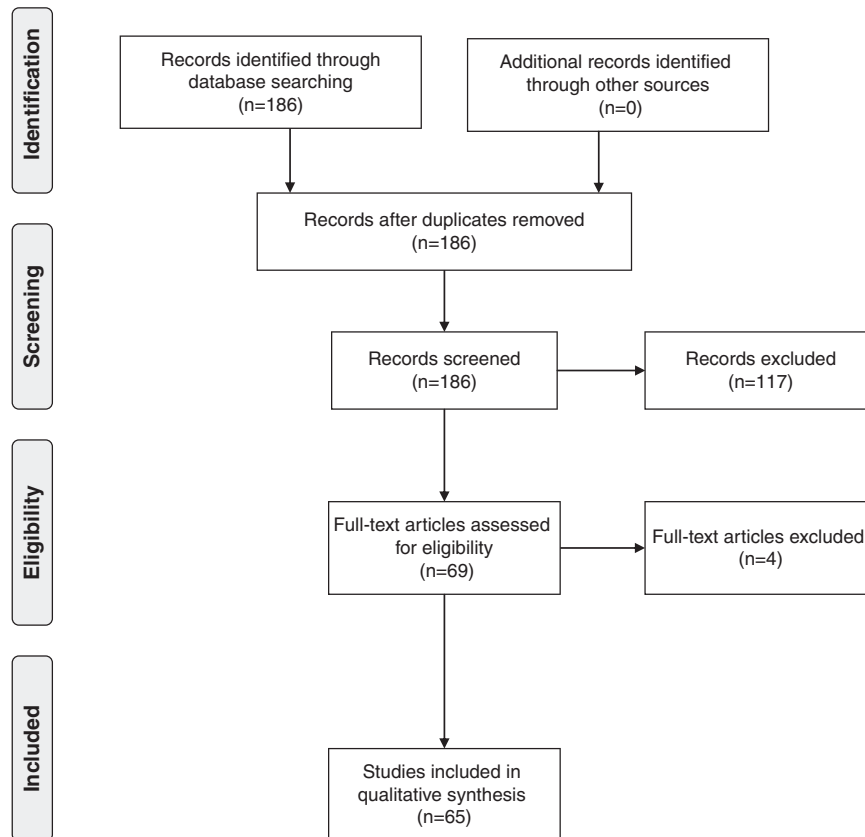 Identification
Records identified through
database searching
(n=186)
Additional records identified
through other sources
(n=0)
Records after duplicates removed
(n=186)
Screening
Records screened
(n=186)
Records excluded
(n=117)
Eligibility
Full-text articles assessed
for eligibility
(n=69)
Full-text articles excluded
(n=4)
Included
Studies included in
qualitative synthesis
(n=65)